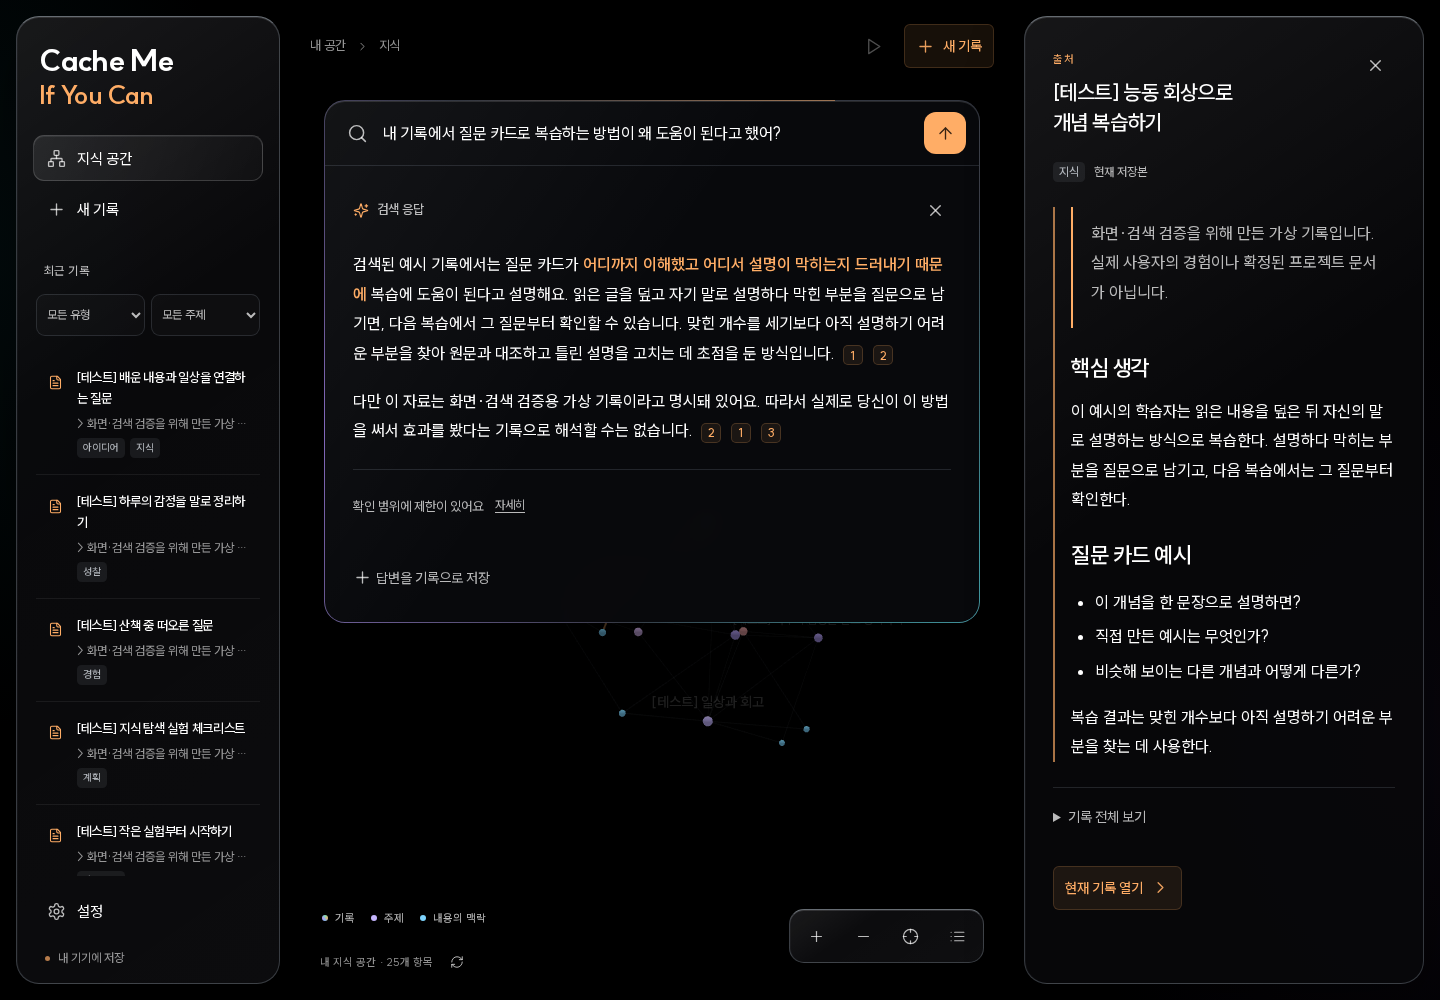 Cache Me
If You Can
지식 공간
새 기록
최근 기록
모든 유형
모든 주제
[테스트] 배운 내용과 일상을 연결하
는 질문
> 화면·검색 검증을 위해 만든 가상 ···
아이디어 지식
[테스트] 하루의 감정을 말로 정리하
기
> 화면·검색 검증을 위해 만든 가상 ···
성찰
[테스트] 산책 중 떠오른 질문
> 화면·검색 검증을 위해 만든 가상 ···
경험
[테스트] 지식 탐색 실험 체크리스트
> 화면·검색 검증을 위해 만든 가상 ···
계획
[테스트] 작은 실험부터 시작하기
> 화면·검색 검증을 위해 만든 가상 ···
설정
내 기기에 저장
내 공간 > 지식
새 기록
내 기록에서 질문 카드로 복습하는 방법이 왜 도움이 된다고 했어?
검색 응답
검색된 예시 기록에서는 질문 카드가 어디까지 이해했고 어디서 설명이 막히는지 드러내기 때문
에 복습에 도움이 된다고 설명해요. 읽은 글을 덮고 자기 말로 설명하다 막힌 부분을 질문으로 남
기면, 다음 복습에서 그 질문부터 확인할 수 있습니다. 맞힌 개수를 세기보다 아직 설명하기 어려
운 부분을 찾아 원문과 대조하고 틀린 설명을 고치는 데 초점을 둔 방식입니다. 1 2
다만 이 자료는 화면·검색 검증용 가상 기록이라고 명시돼 있어요. 따라서 실제로 당신이 이 방법
을 써서 효과를 봤다는 기록으로 해석할 수는 없습니다. 2 1 3
확인 범위에 제한이 있어요 자세히
답변을 기록으로 저장
[테스트] 일상과 회고
기록 주제 내용의 맥락
내 지식 공간 · 25개 항목
출처
[테스트] 능동 회상으로
개념 복습하기
지식 현재 저장본
화면·검색 검증을 위해 만든 가상 기록입니다.
실제 사용자의 경험이나 확정된 프로젝트 문서
가 아닙니다.
핵심 생각
이 예시의 학습자는 읽은 내용을 덮은 뒤 자신의 말
로 설명하는 방식으로 복습한다. 설명하다 막히는 부
분을 질문으로 남기고, 다음 복습에서는 그 질문부터
확인한다.
질문 카드 예시
• 이 개념을 한 문장으로 설명하면?
• 직접 만든 예시는 무엇인가?
• 비슷해 보이는 다른 개념과 어떻게 다른가?
복습 결과는 맞힌 개수보다 아직 설명하기 어려운 부
분을 찾는 데 사용한다.
▶ 기록 전체 보기
현재 기록 열기